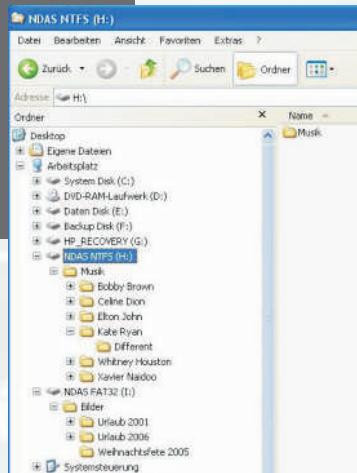 NDAS NTFS (H:)
Datei Bearbeiten Ansicht Favoriten Extras ?
Zurück Suchen Ordner
Adresse H:\
Ordner X Name
Desktop Musik
Eigene Dateien
Arbeitsplatz
System Disk (C:)
DVD-RAM-Laufwerk (D:)
Daten Disk (E:)
Backup Disk (F:)
HP_RECOVERY (G:)
NDAS NTFS (H:)
Musik
Bobby Brown
Celine Dion
Elton John
Kate Ryan
Different
Whitney Houston
Xavier Naidoo
NDAS FAT32 (I:)
Bilder
Urlaub 2001
Urlaub 2006
Weihnachtsfete 2005
Systemsteuerung